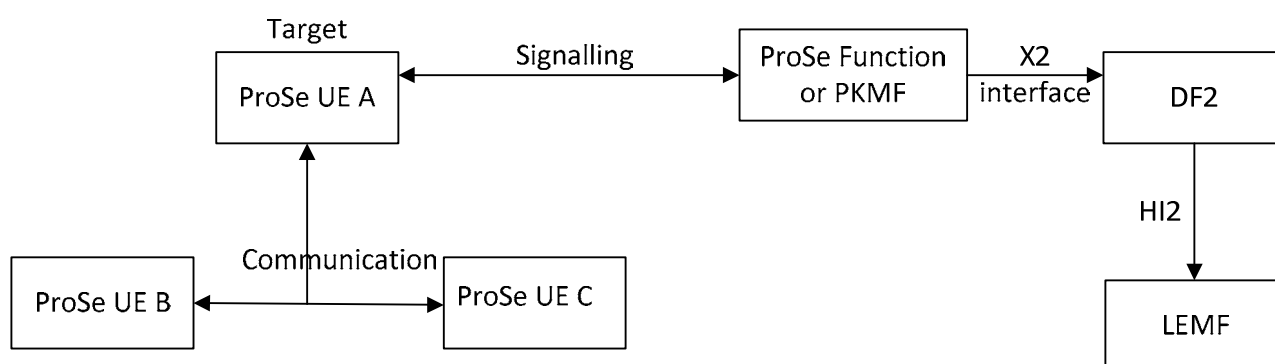 Target
ProSe UE A
Signalling
ProSe Function
or PKMF
X2
interface
DF2
HI2
Communication
ProSe UE B
ProSe UE C
LEMF